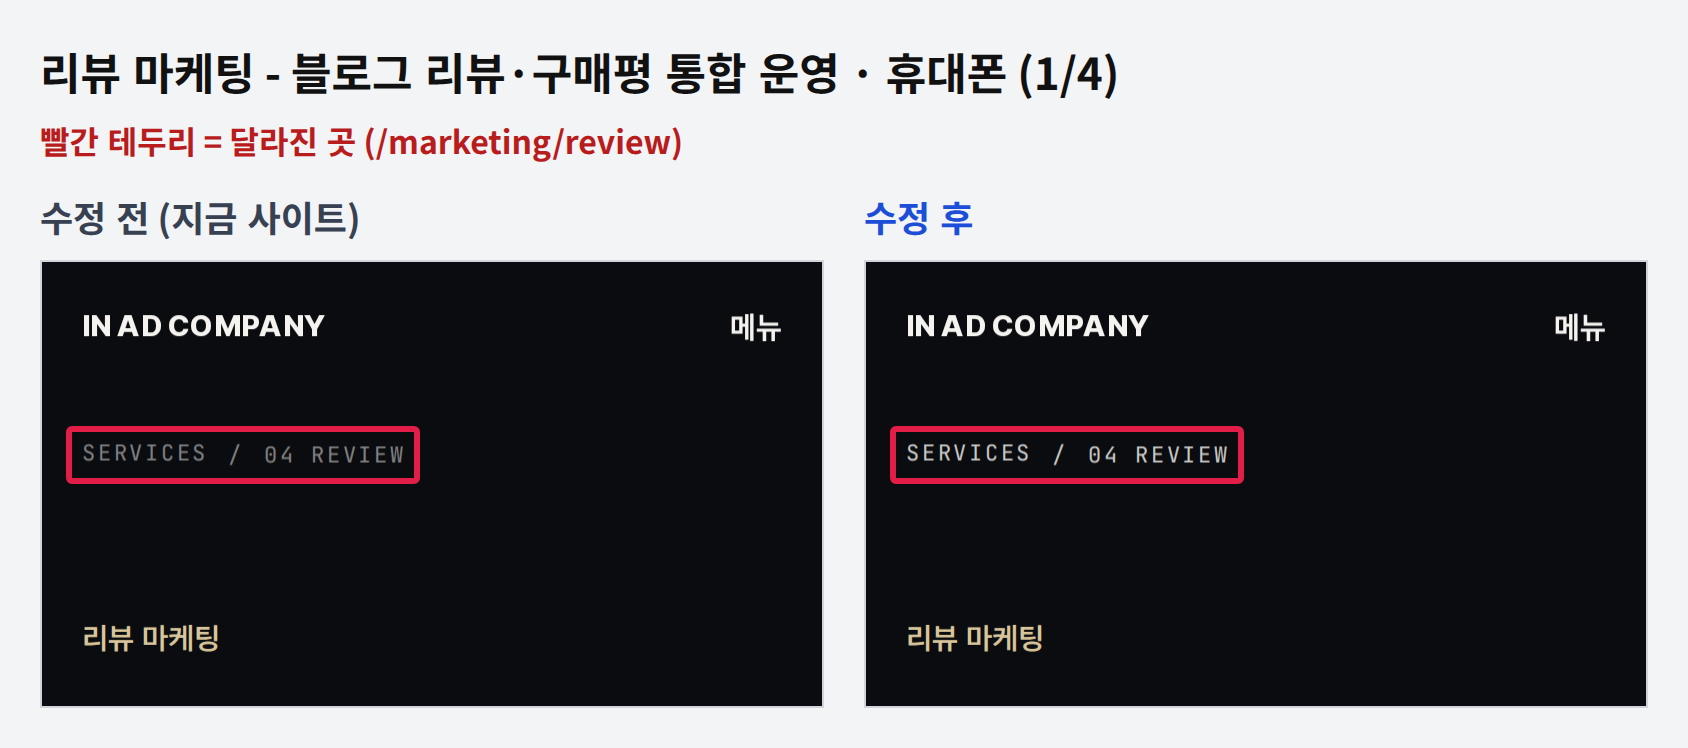 리뷰 마케팅 - 블로그 리뷰·구매평 통합 운영 · 휴대폰 (1/4)
빨간 테두리 = 달라진 곳 (/marketing/review)
수정 전 (지금 사이트)
IN AD COMPANY 메뉴
SERVICES / 04 REVIEW
리뷰 마케팅
수정 후
IN AD COMPANY 메뉴
SERVICES / 04 REVIEW
리뷰 마케팅